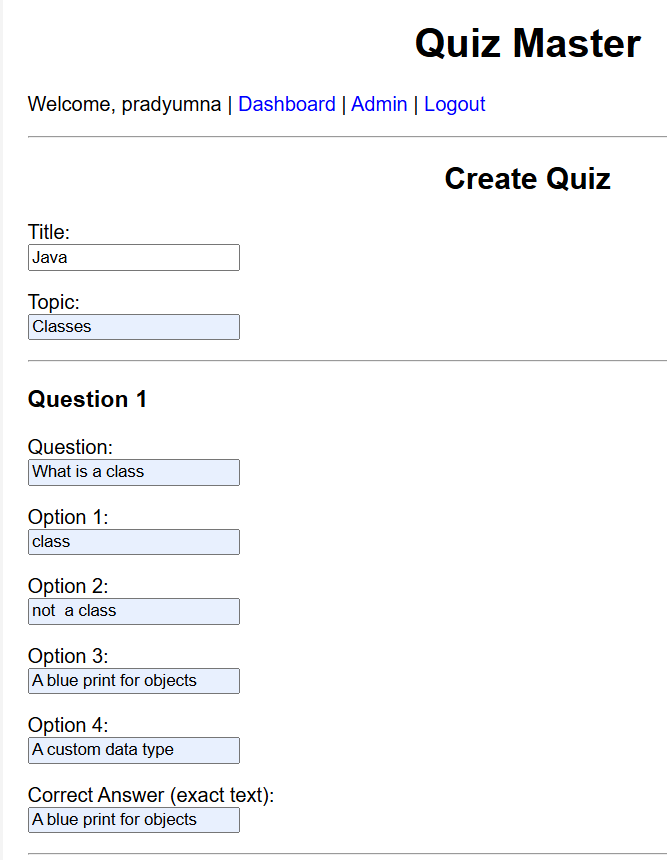 Quiz Master
Welcome, pradyumna | Dashboard | Admin | Logout
Create Quiz
Title:
Java
Topic:
Classes
Question 1
Question:
What is a class
Option 1:
class
Option 2:
not  a class
Option 3:
A blue print for objects
Option 4:
A custom data type
Correct Answer (exact text):
A blue print for objects